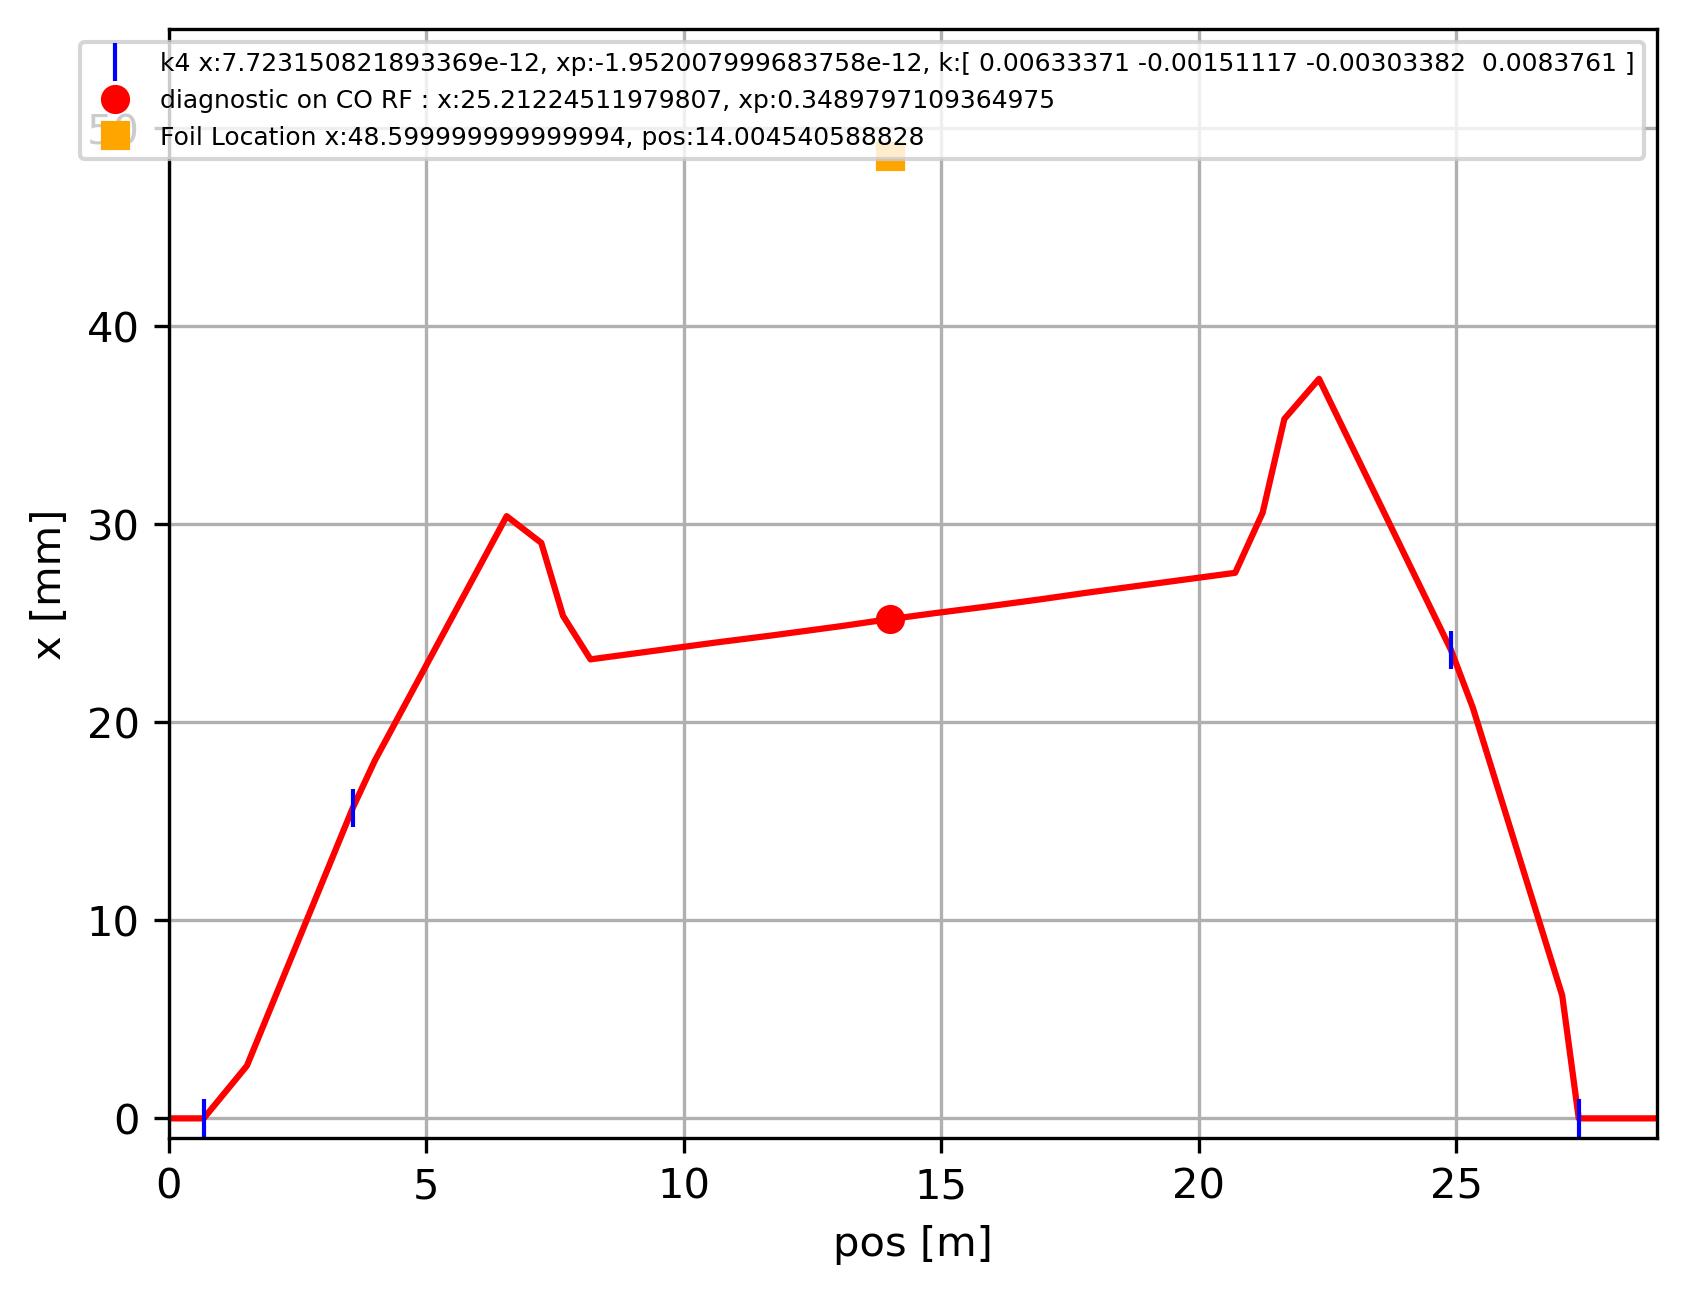 k4 x:7.723150821893369e-12, xp:-1.952007999683758e-12, k:[ 0.00633371 -0.00151117 -0.00303382  0.0083761 ]
diagnostic on CO RF : x:25.21224511979807, xp:0.3489797109364975
Foil Location x:48.599999999999994, pos:14.004540588828
50
40
30
20
10
0
x [mm]
0 5 10 15 20 25
pos [m]